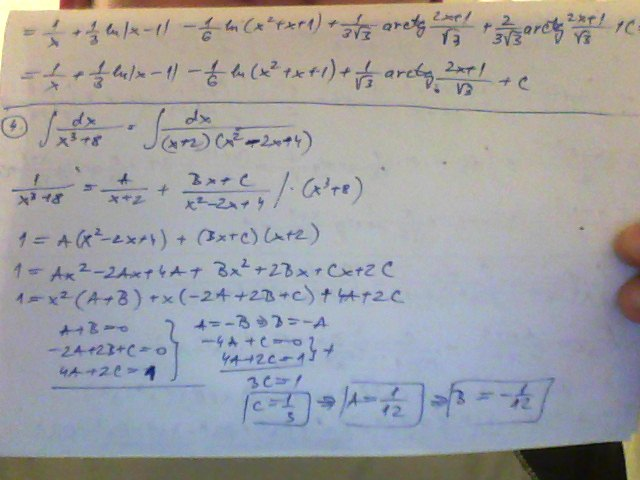 = 1/x + 1/3 ln|x-1| - 1/6 ln(x²+x+1) + 1/3√3 arctg 2x+1/√3 + 2/3√3 arctg 2x+1/√3 + C
= 1/x + 1/3 ln|x-1| - 1/6 ln(x²+x+1) + 1/√3 arctg 2x+1/√3 + C
④ ∫ dx/x³+8 = ∫ dx/(x+2)(x²-2x+4)
1/x³+8 = A/x+2 + Bx+C/x²-2x+4 / · (x³+8)
1 = A(x²-2x+4) + (Bx+C)(x+2)
1 = Ax²-2Ax+4A + Bx²+2Bx+Cx+2C
1 = x²(A+B) + x(-2A+2B+C) + 4A+2C
A+B=0 } A=-B ⇒ B=-A
-2A+2B+C=0 } -4A+C=0 } +
4A+2C=1 } 4A+2C=1 }
3C=1
C=1/3 ⇒ A=1/12 ⇒ B=-1/12